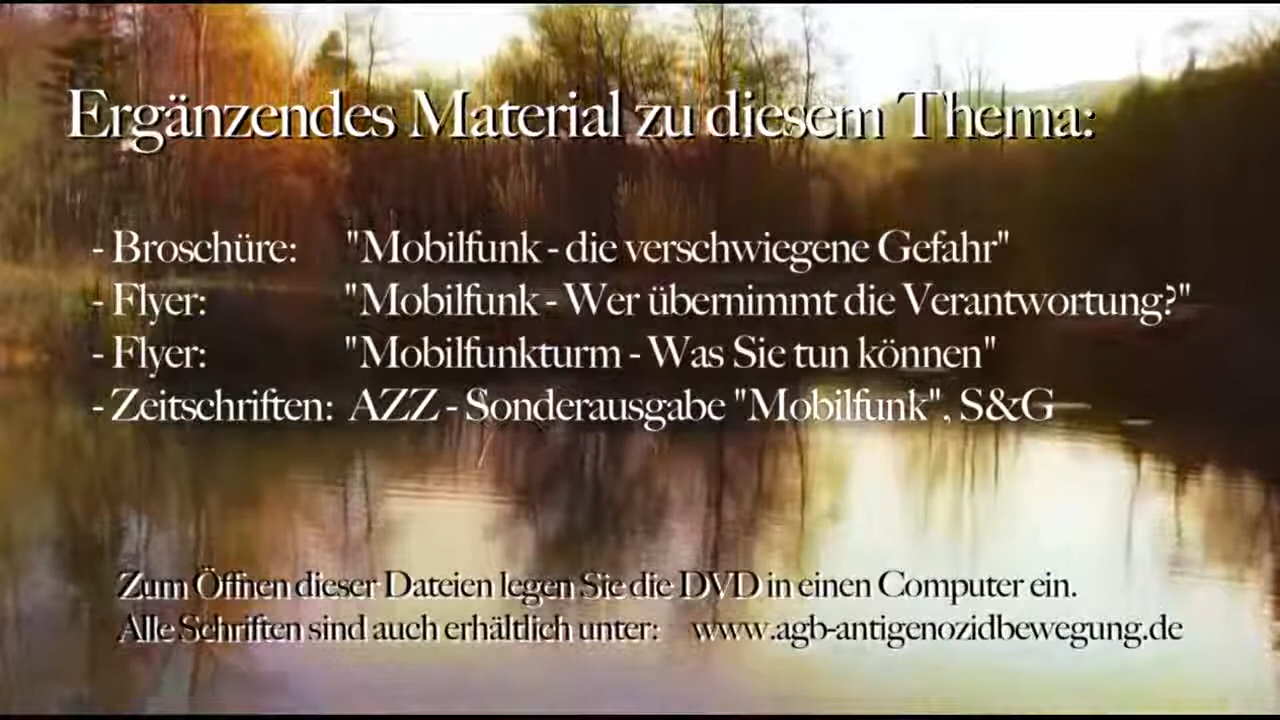 Ergänzendes Material zu diesem Thema:
- Broschüre: "Mobilfunk - die verschwiegene Gefahr"
- Flyer: "Mobilfunk - Wer übernimmt die Verantwortung?"
- Flyer: "Mobilfunkturm - Was Sie tun können"
- Zeitschriften: AZZ - Sonderausgabe "Mobilfunk", S&G
Zum Öffnen dieser Dateien legen Sie die DVD in einen Computer ein.
Alle Schriften sind auch erhältlich unter: www.agb-antigenozidbewegung.de